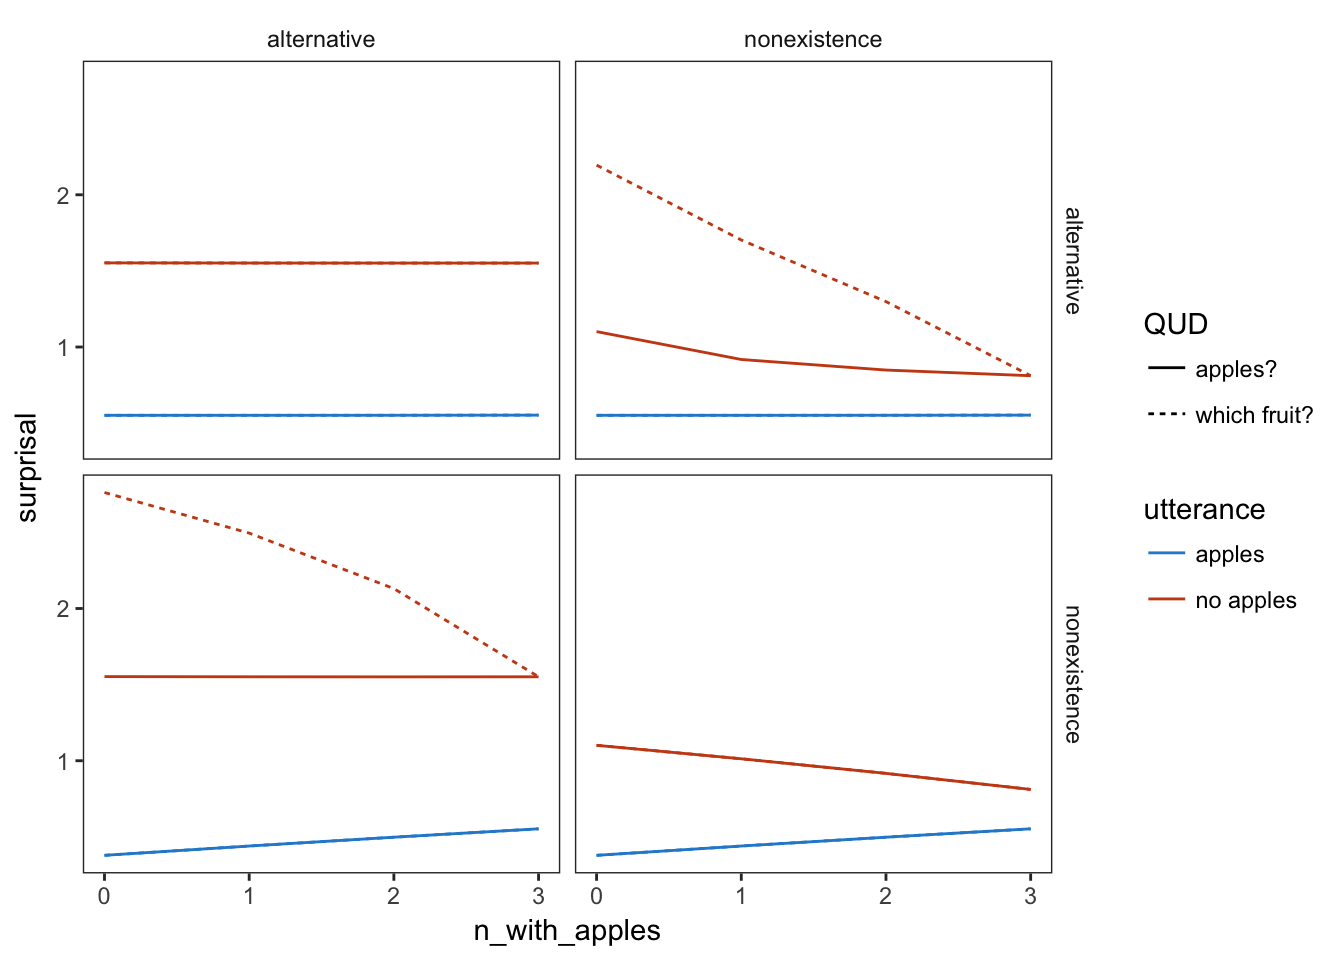 alternative
nonexistence
2
1
alternative
surprisal
2
1
nonexistence
0 1 2 3
0 1 2 3
n_with_apples
QUD
apples?
which fruit?
utterance
apples
no apples